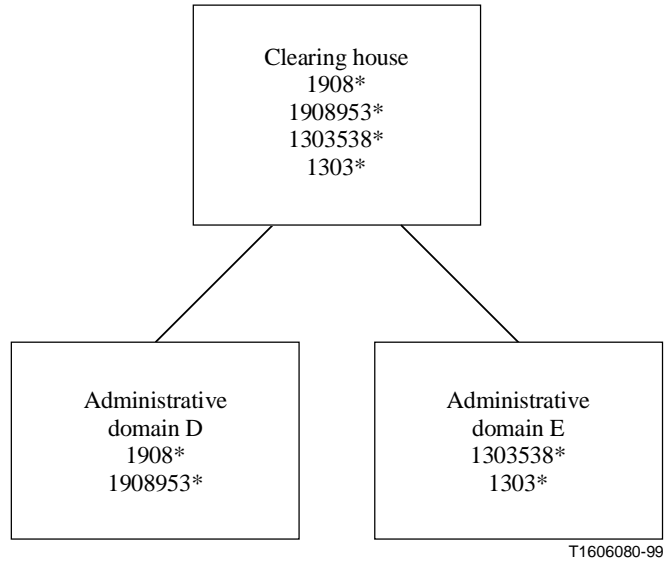 Clearing house
1908*
1908953*
1303538*
1303*
Administrative
domain D
1908*
1908953*
Administrative
domain E
1303538*
1303*
T1606080-99